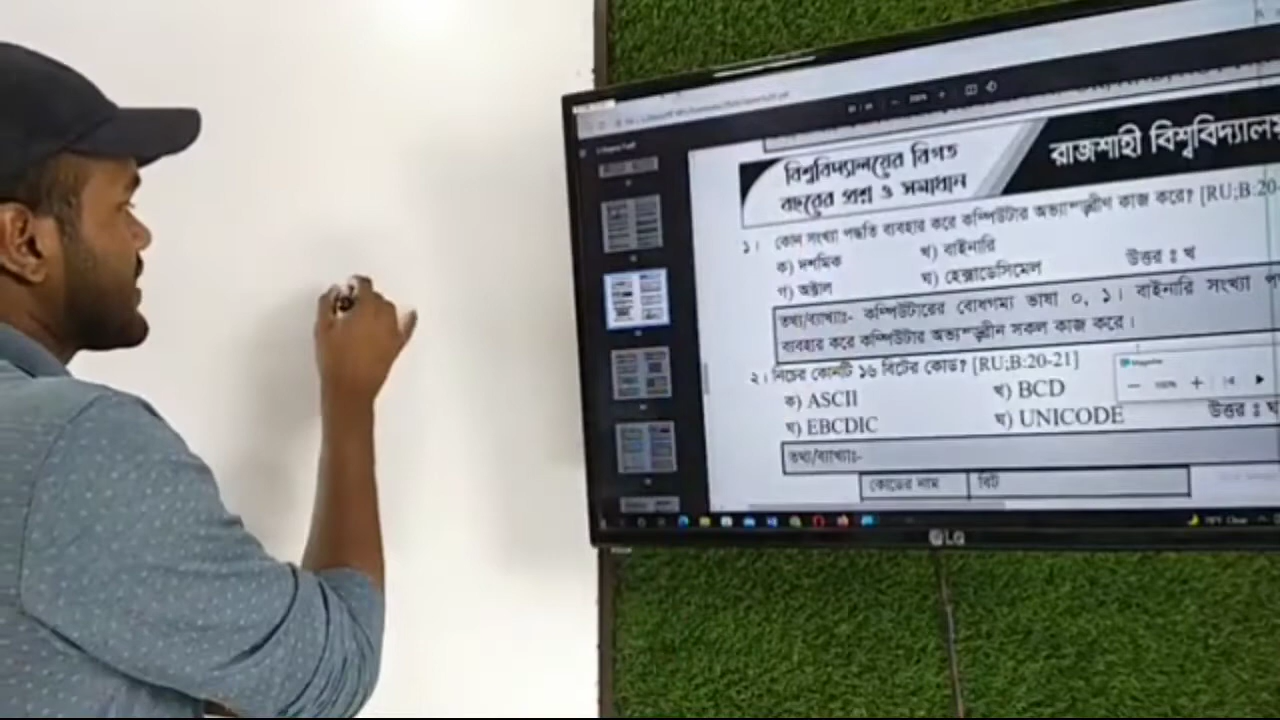 বিশ্ববিদ্যালয়ের বিগত
বছরের প্রশ্ন ও সমাধান
রাজশাহী বিশ্ববিদ্যালয়
১। কোন সংখ্যা পদ্ধতি ব্যবহার করে কম্পিউটার অভ্যন্ত্রীণ কাজ করে? [RU;B:20-
ক) দশমিক খ) বাইনারি
গ) অক্টাল ঘ) হেক্সাডেসিমেল উত্তর ঃ খ
তথ্য/ব্যাখ্যাঃ- কম্পিউটারের বোধগম্য ভাষা ০, ১। বাইনারি সংখ্যা
ব্যবহার করে কম্পিউটার অভ্যন্ত্রীন সকল কাজ করে।
২। নিচের কোনটি ১৬ বিটের কোড? [RU;B:20-21]
ক) ASCII খ) BCD
ঘ) EBCDIC ঘ) UNICODE উত্তর ঃ ঘ
তথ্য/ব্যাখ্যাঃ-
কোডের নাম বিট
LG